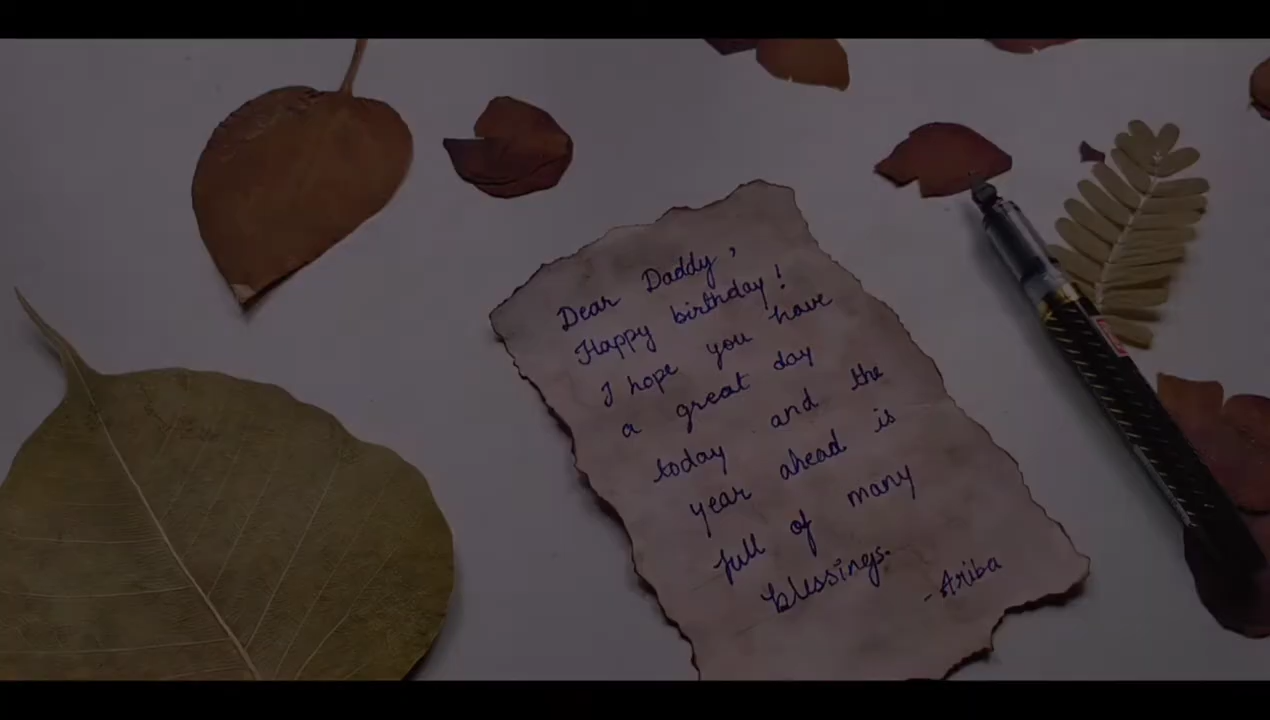 Dear Daddy,
Happy birthday!
I hope you have
a great day
today and the
year ahead is
full of many
blessings.
- Ariba